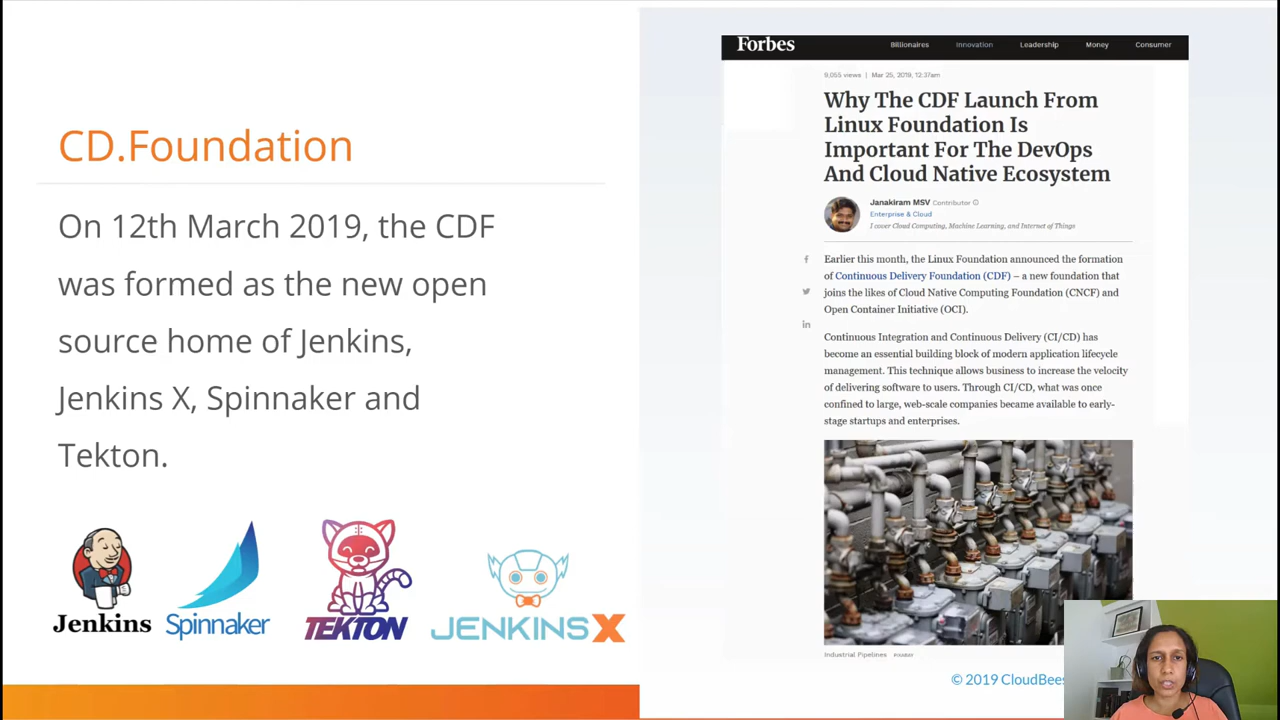 CD.Foundation
On 12th March 2019, the CDF
was formed as the new open
source home of Jenkins,
Jenkins X, Spinnaker and
Tekton.
Jenkins
Spinnaker
TEKTON
JENKINS X
Forbes
Billionaires
Innovation
Leadership
Money
Consumer
9,055 views | Mar 25, 2019, 12:37am
Why The CDF Launch From
Linux Foundation Is
Important For The DevOps
And Cloud Native Ecosystem
Janakiram MSV Contributor
Enterprise & Cloud
I cover Cloud Computing, Machine Learning, and Internet of Things
Earlier this month, the Linux Foundation announced the formation
of Continuous Delivery Foundation (CDF) – a new foundation that
joins the likes of Cloud Native Computing Foundation (CNCF) and
Open Container Initiative (OCI).
Continuous Integration and Continuous Delivery (CI/CD) has
become an essential building block of modern application lifecycle
management. This technique allows business to increase the velocity
of delivering software to users. Through CI/CD, what was once
confined to large, web-scale companies became available to early-
stage startups and enterprises.
Industrial Pipelines
© 2019 CloudBees